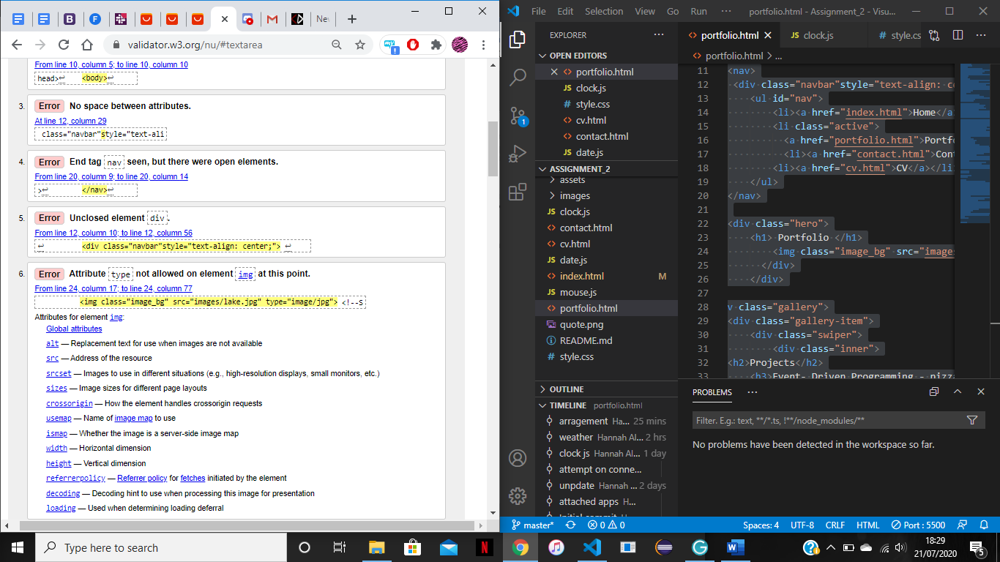 Nev
validator.w3.org/nu/#textarea
From line 10, column 5; to line 10, column 10
head>↩ <body>↩
3. Error No space between attributes.
At line 12, column 29
class="navbar"style="text-ali
4. Error End tag nav seen, but there were open elements.
From line 20, column 9; to line 20, column 14
>↩ </nav>↩
5. Error Unclosed element div.
From line 12, column 10; to line 12, column 56
↩ <div class="navbar"style="text-align: center;"> ↩
6. Error Attribute type not allowed on element img at this point.
From line 24, column 17; to line 24, column 77
<img class="image_bg" src="images/lake.jpg" type="image/jpg"> <!--S
Attributes for element img:
Global attributes
alt — Replacement text for use when images are not available
src — Address of the resource
srcset — Images to use in different situations (e.g., high-resolution displays, small monitors, etc.)
sizes — Image sizes for different page layouts
crossorigin — How the element handles crossorigin requests
usemap — Name of image map to use
ismap — Whether the image is a server-side image map
width — Horizontal dimension
height — Vertical dimension
referrerpolicy — Referrer policy for fetches initiated by the element
decoding — Decoding hint to use when processing this image for presentation
loading — Used when determining loading deferral
File Edit Selection View Go Run ··· portfolio.html - Assignment_2 - Visu...
EXPLORER ···
OPEN EDITORS
portfolio.html
JS clock.js
# style.css
<> cv.html
<> contact.html
JS date.js
ASSIGNMENT_2
assets
images
JS clock.js
<> contact.html
<> cv.html
JS date.js
<> index.html M
JS mouse.js
<> portfolio.html
quote.png
README.md
# style.css
OUTLINE
TIMELINE portfolio.html
arragement Ha... 25 mins
weather Hannah Al... 2 hrs
clock js Hannah Al... 1 day
attempt on conne...
unpdate Hannah ... 2 days
attached apps H...
Initial commit H
1
<> portfolio.html JS clock.js # style.cs ···
<> portfolio.html > ...
11 <nav>
12 <div class="navbar"style="text-align: ce
13 <ul id="nav">
14 <li><a href="index.html">Home</a
15 <li class="active">
16 <a href="portfolio.html">Portfo
17 <li><a href="contact.html">Cont
18 <li><a href="cv.html">CV</a></li
19 </ul>
20 </nav>
21
22 <div class="hero">
23 <h1> Portfolio </h1>
24 <img class="image_bg" src="images
25 </div>
26 </div>
27
28 v class="gallery">
29 <div class="gallery-item">
30 <div class="swiper">
31 <div class="inner">
32 <h2>Projects</h2>
33 <h3>Event- Driven Programming - pizza
PROBLEMS ···
Filter. E.g.: text, **/*.ts, !**/node_modules/**
No problems have been detected in the workspace so far.
master* 0 0 Spaces: 4 UTF-8 CRLF HTML Port : 5500
Type here to search
N
G
W
18:29
21/07/2020
5